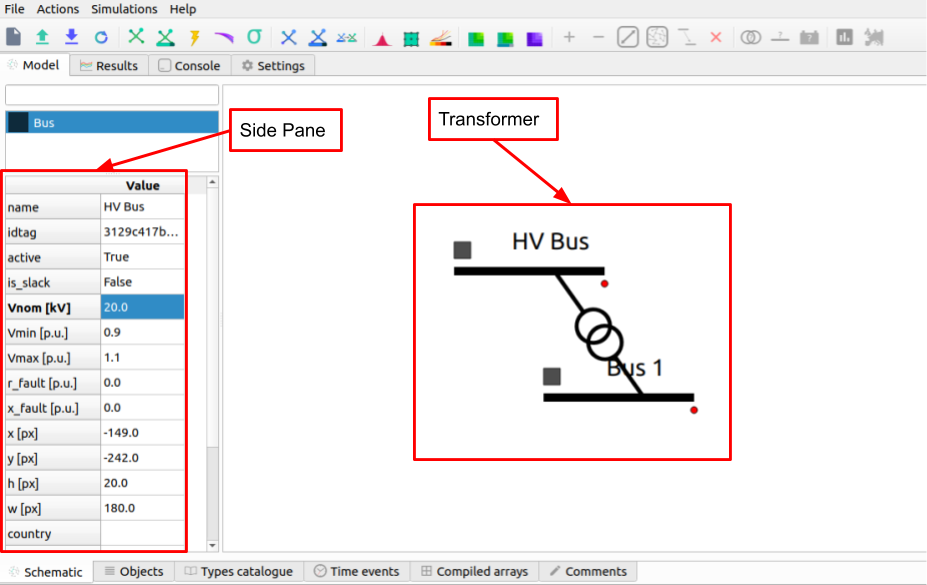 File Actions Simulations Help
Model Results Console Settings
Bus
Side Pane
Transformer
Value
name HV Bus
idtag 3129c417b...
active True
is_slack False
Vnom [kV] 20.0
Vmin [p.u.] 0.9
Vmax [p.u.] 1.1
r_fault [p.u.] 0.0
x_fault [p.u.] 0.0
x [px] -149.0
y [px] -242.0
h [px] 20.0
w [px] 180.0
country
HV Bus
Bus 1
Schematic Objects Types catalogue Time events Compiled arrays Comments